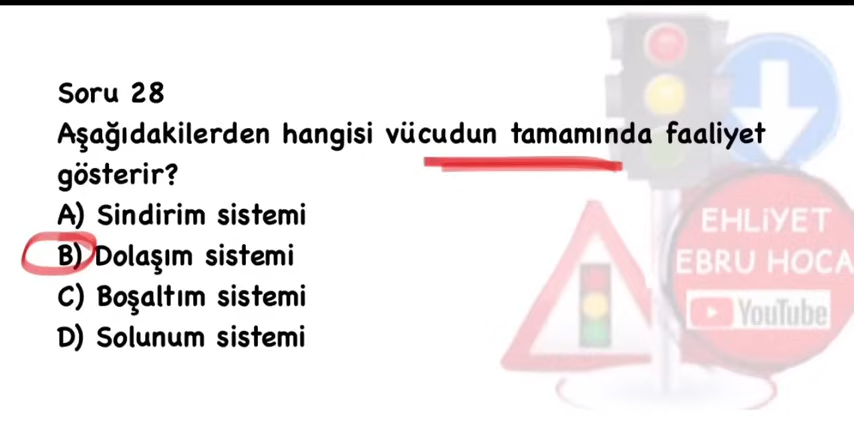 Soru 28
Aşağıdakilerden hangisi vücudun tamamında faaliyet
gösterir?
A) Sindirim sistemi
B) Dolaşım sistemi
C) Boşaltım sistemi
D) Solunum sistemi
EHLİYET
EBRU HOCA
YouTube